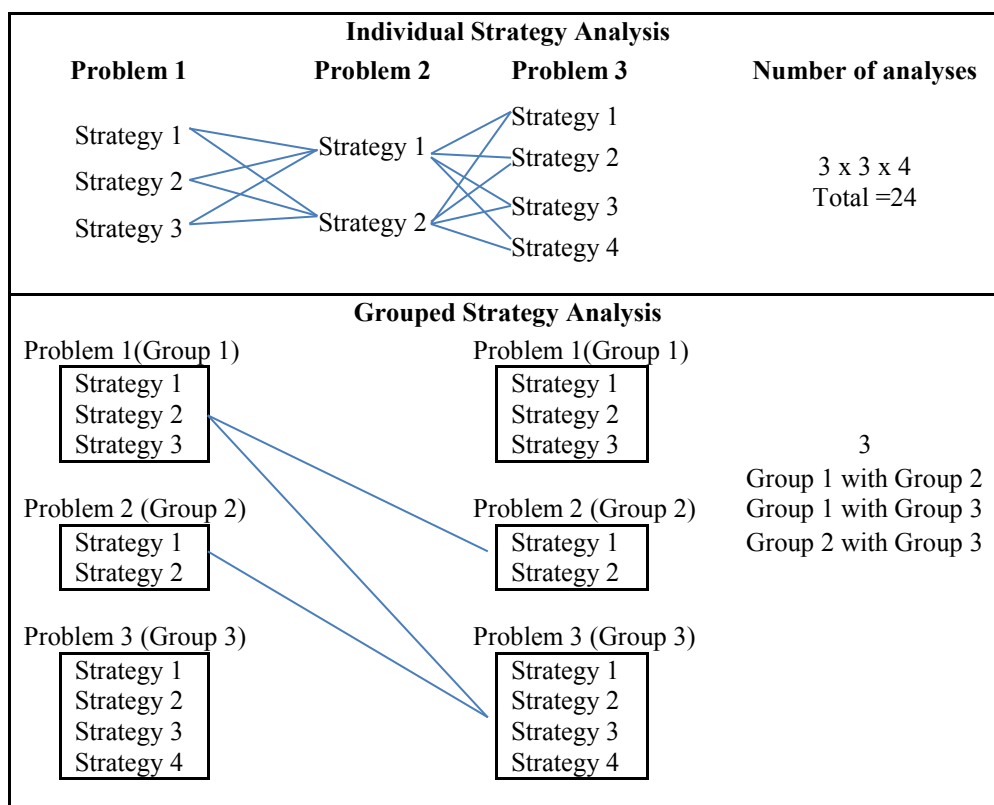 Individual Strategy Analysis
Problem 1 Problem 2 Problem 3 Number of analyses
Strategy 1
Strategy 2
Strategy 3
Strategy 1
Strategy 2
Strategy 1
Strategy 2
Strategy 3
Strategy 4
3 x 3 x 4
Total =24
Grouped Strategy Analysis
Problem 1(Group 1)
Strategy 1
Strategy 2
Strategy 3
Problem 2 (Group 2)
Strategy 1
Strategy 2
Problem 3 (Group 3)
Strategy 1
Strategy 2
Strategy 3
Strategy 4
Problem 1(Group 1)
Strategy 1
Strategy 2
Strategy 3
Problem 2 (Group 2)
Strategy 1
Strategy 2
Problem 3 (Group 3)
Strategy 1
Strategy 2
Strategy 3
Strategy 4
3
Group 1 with Group 2
Group 1 with Group 3
Group 2 with Group 3